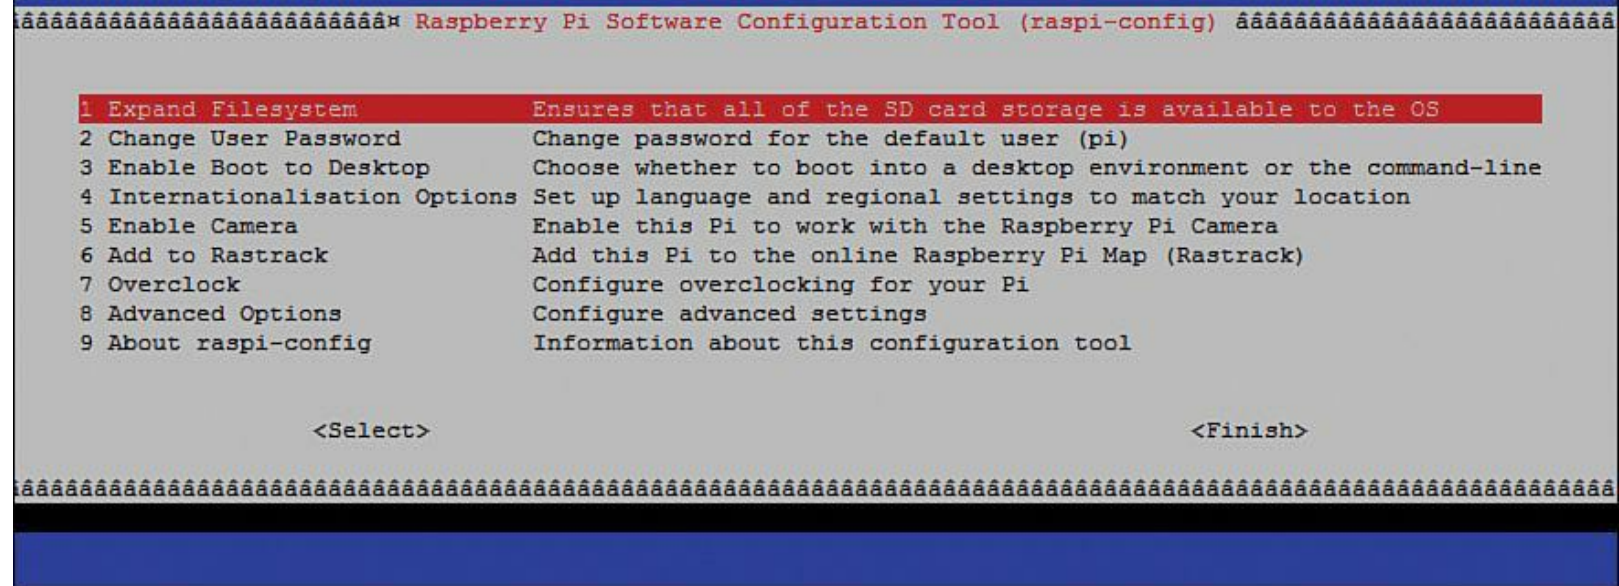 âââââââââââââââââââââââââ¤ Raspberry Pi Software Configuration Tool (raspi-config) ââââââââââââââââââââââââââ
1 Expand Filesystem Ensures that all of the SD card storage is available to the OS
2 Change User Password Change password for the default user (pi)
3 Enable Boot to Desktop Choose whether to boot into a desktop environment or the command-line
4 Internationalisation Options Set up language and regional settings to match your location
5 Enable Camera Enable this Pi to work with the Raspberry Pi Camera
6 Add to Rastrack Add this Pi to the online Raspberry Pi Map (Rastrack)
7 Overclock Configure overclocking for your Pi
8 Advanced Options Configure advanced settings
9 About raspi-config Information about this configuration tool
<Select> <Finish>
âââââââââââââââââââââââââââââââââââââââââââââââââââââââââââââââââââââââââââââââââââââââââââââââââââââââââââââ